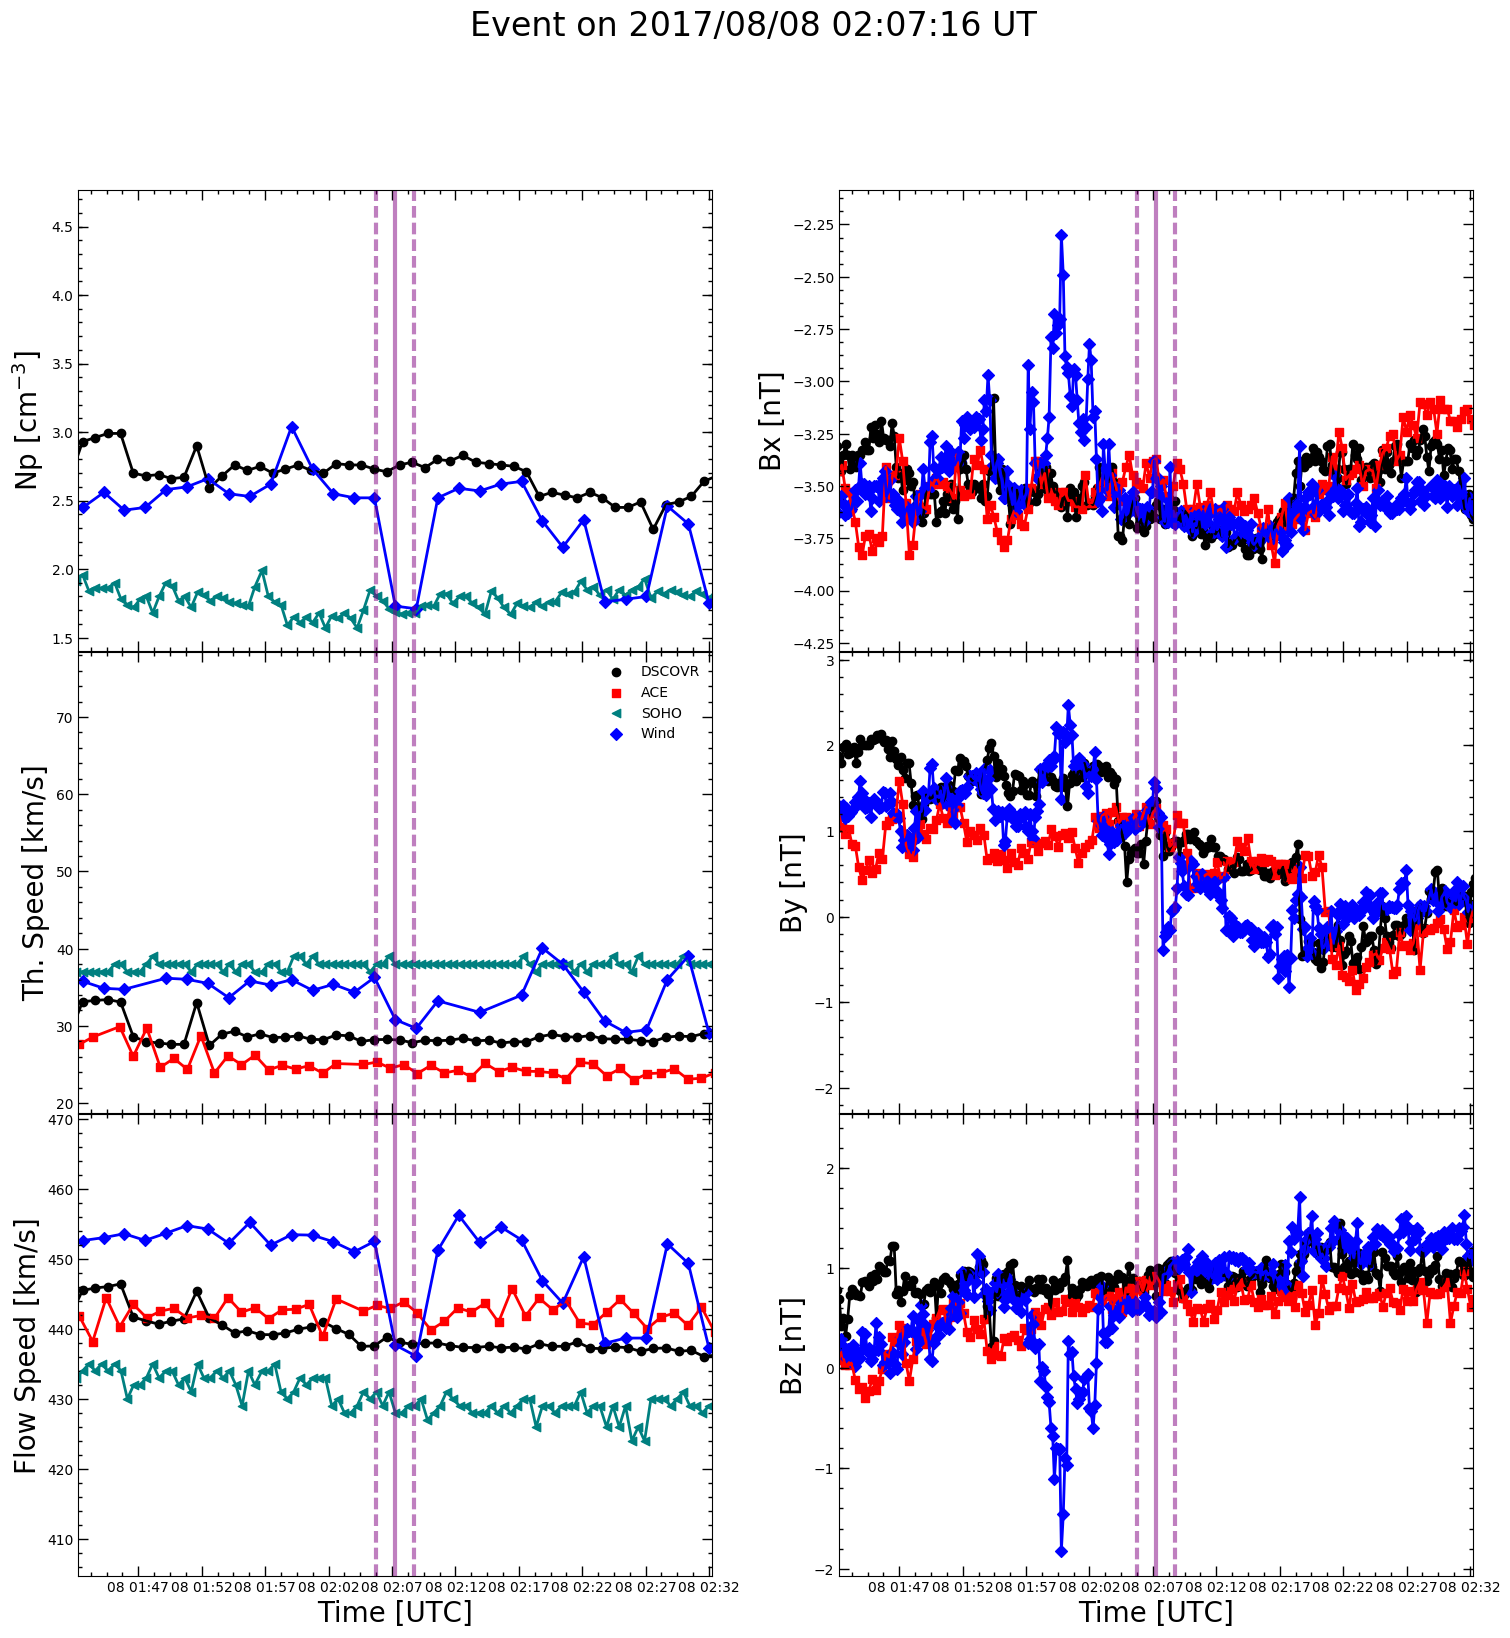 Event on 2017/08/08 02:07:16 UT
4.5
4.0
3.5
3.0
2.5
2.0
1.5
Np [cm⁻³]
DSCOVR
ACE
SOHO
Wind
70
60
50
40
30
20
Th. Speed [km/s]
470
460
450
440
430
420
410
Flow Speed [km/s]
08 01:47 08 01:52 08 01:57 08 02:02 08 02:07 08 02:12 08 02:17 08 02:22 08 02:27 08 02:32
Time [UTC]
−2.25
−2.50
−2.75
−3.00
−3.25
−3.50
−3.75
−4.00
−4.25
Bx [nT]
3
2
1
0
−1
−2
By [nT]
2
1
0
−1
−2
Bz [nT]
08 01:47 08 01:52 08 01:57 08 02:02 08 02:07 08 02:12 08 02:17 08 02:22 08 02:27 08 02:32
Time [UTC]